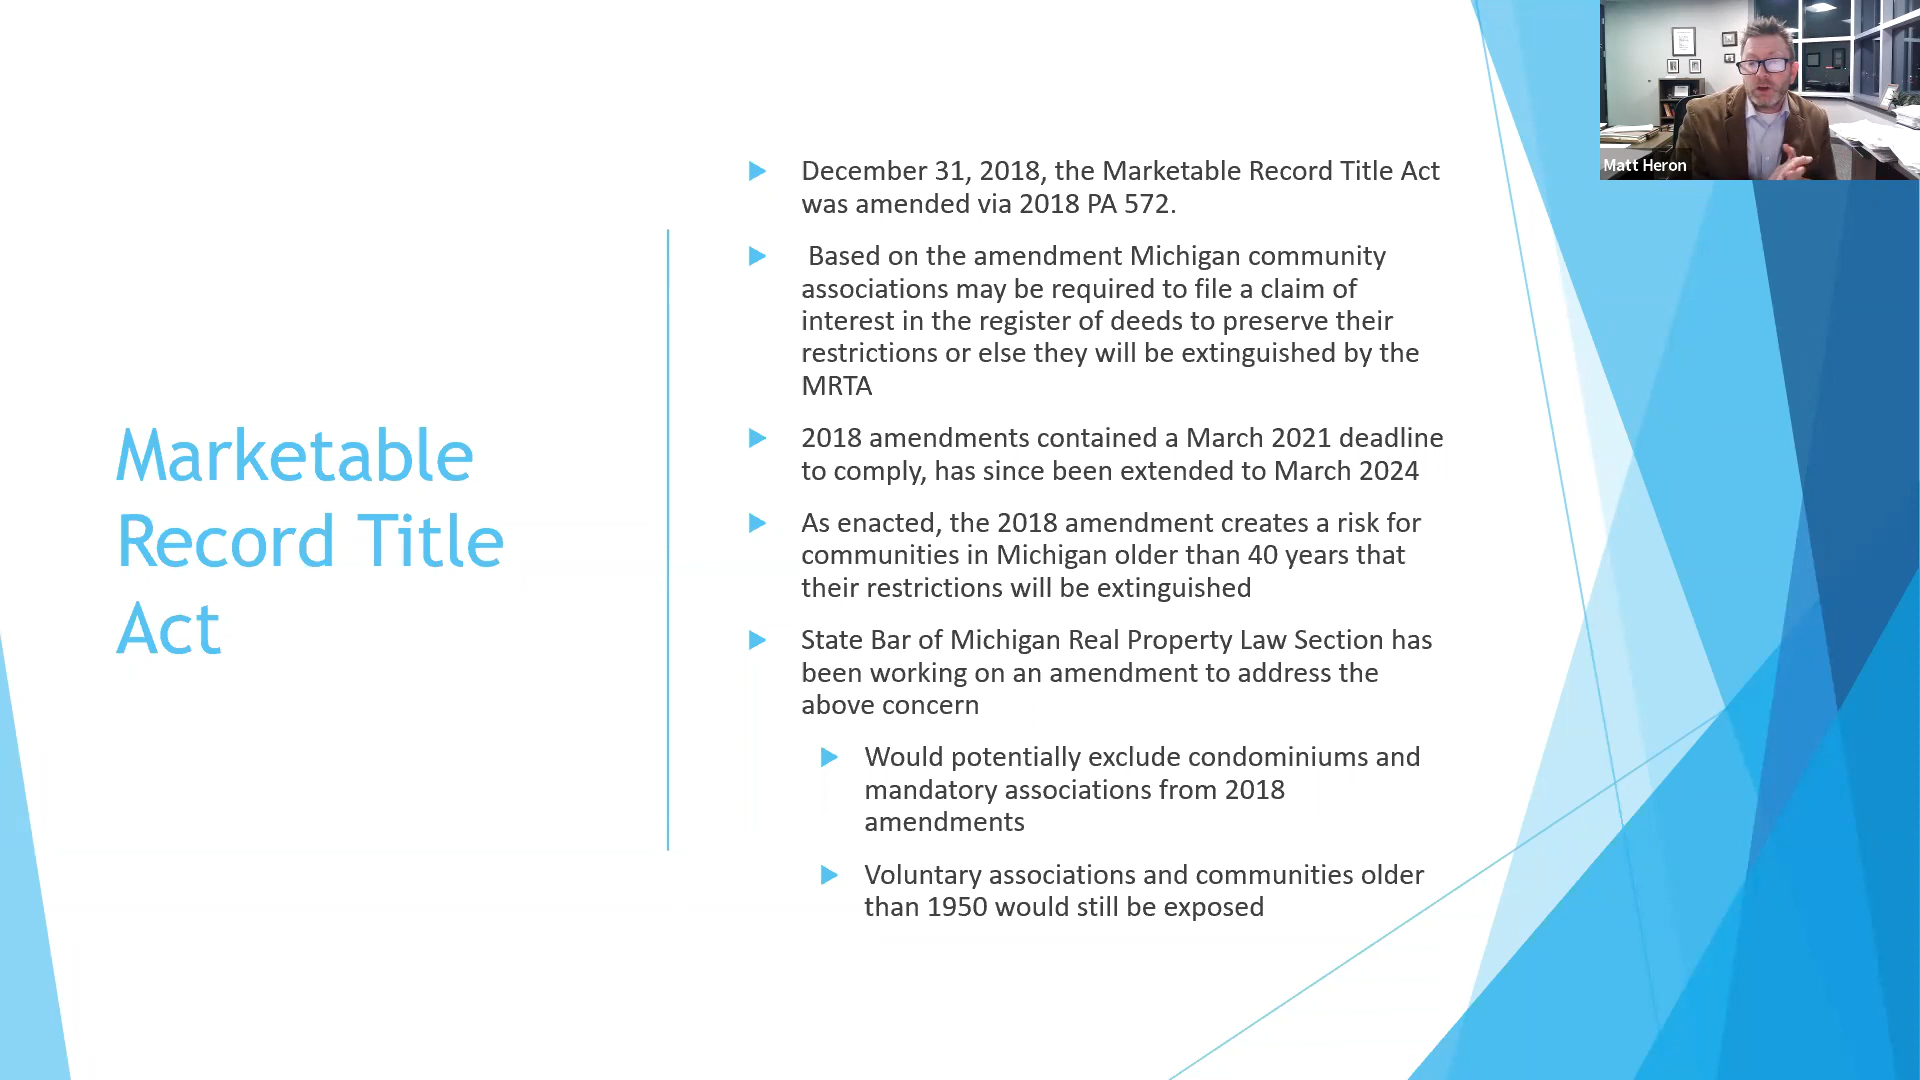 Marketable
Record Title
Act
December 31, 2018, the Marketable Record Title Act
was amended via 2018 PA 572.
Based on the amendment Michigan community
associations may be required to file a claim of
interest in the register of deeds to preserve their
restrictions or else they will be extinguished by the
MRTA
2018 amendments contained a March 2021 deadline
to comply, has since been extended to March 2024
As enacted, the 2018 amendment creates a risk for
communities in Michigan older than 40 years that
their restrictions will be extinguished
State Bar of Michigan Real Property Law Section has
been working on an amendment to address the
above concern
Would potentially exclude condominiums and
mandatory associations from 2018
amendments
Voluntary associations and communities older
than 1950 would still be exposed
Matt Heron